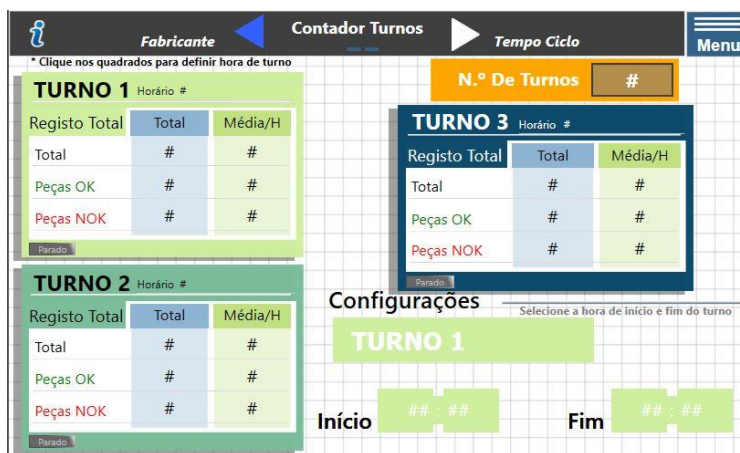 Fabricante
Contador Turnos
Tempo Ciclo
Menu
* Clique nos quadrados para definir hora de turno
N.º De Turnos #
TURNO 1 Horário #
Registo Total Total Média/H
Total # #
Peças OK # #
Peças NOK # #
Parado
TURNO 3 Horário #
Registo Total Total Média/H
Total # #
Peças OK # #
Peças NOK # #
Parado
TURNO 2 Horário #
Registo Total Total Média/H
Total # #
Peças OK # #
Peças NOK # #
Parado
Configurações
Selecione a hora de início e fim do turno
TURNO 1
Início ## : ## Fim ## : ##